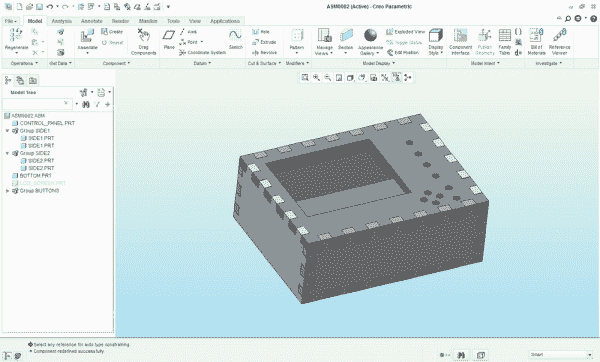 ASM0002 (Active) - Creo Parametric
File Model Analysis Annotate Render Manikin Tools View Applications
Regenerate
Assemble
Create
Repeat
Drag Components
Plane
Axis
Point
Coordinate System
Sketch
Hole
Extrude
Revolve
Pattern
Manage Views
Section
Appearance Gallery
Exploded View
Toggle Status
Edit Position
Display Style
Component Interface
Publish Geometry
Family Table
Bill of Materials
Reference Viewer
Operations Get Data Component Datum Cut & Surface Modifiers Model Display Model Intent Investigate
Model Tree
ASM0002.ASM
CONTROL_PANEL.PRT
Group SIDE1
SIDE1.PRT
SIDE1.PRT
Group SIDE2
SIDE2.PRT
SIDE2.PRT
BOTTOM.PRT
LCD_SCREEN.PRT
Group BUTTONS
Select any reference for auto type constraining.
Component redefined successfully.
Smart